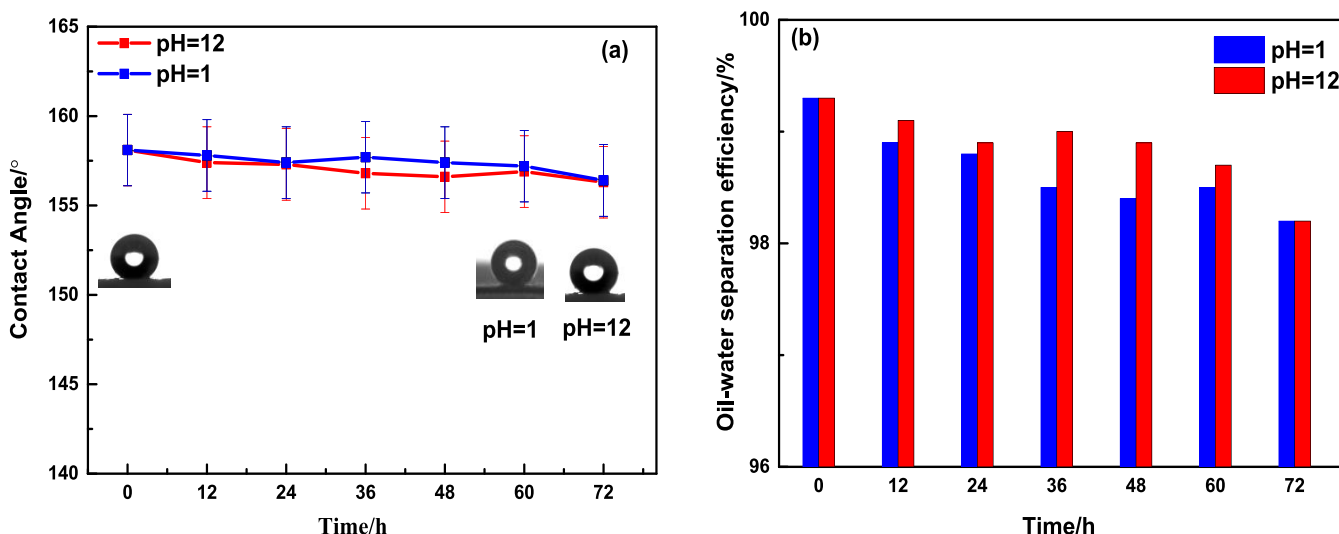 165
160
155
150
145
140
Contact Angle/°
pH=12
pH=1
(a)
pH=1
pH=12
0 12 24 36 48 60 72
Time/h
100
98
96
Oil-water separation efficiency/%
(b)
pH=1
pH=12
0 12 24 36 48 60 72
Time/h